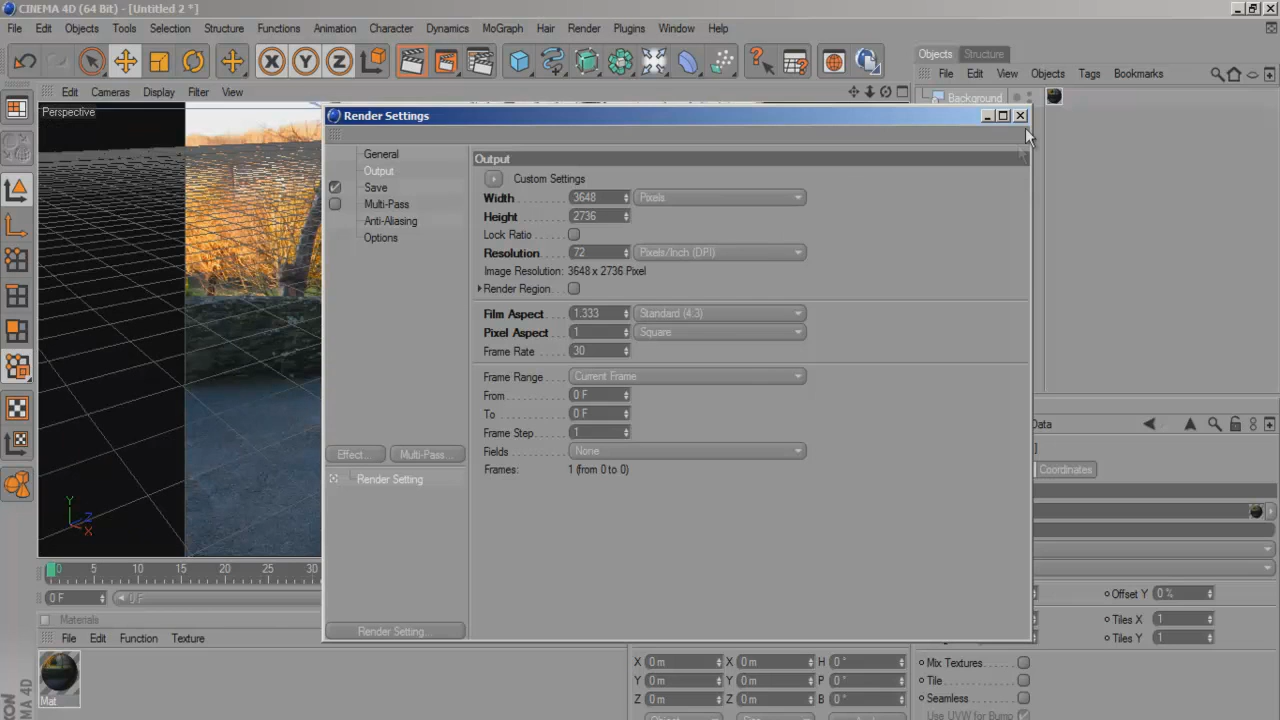 CINEMA 4D (64 Bit) - [Untitled 2 *]
File Edit Objects Tools Selection Structure Functions Animation Character Dynamics MoGraph Hair Render Plugins Window Help
Objects Structure
File Edit View Objects Tags Bookmarks
Edit Cameras Display Filter View
Background
Perspective
Render Settings
General
Output
Save
Multi-Pass
Anti-Aliasing
Options
Effect...
Multi-Pass...
Render Setting
Render Setting...
Output
Custom Settings
Width 3648 Pixels
Height 2736
Lock Ratio
Resolution 72 Pixels/Inch (DPI)
Image Resolution: 3648 x 2736 Pixel
Render Region
Film Aspect 1.333 Standard (4:3)
Pixel Aspect 1 Square
Frame Rate 30
Frame Range Current Frame
From 0 F
To 0 F
Frame Step 1
Fields None
Frames: 1 (from 0 to 0)
Y
Z
X
0 5 10 15 20 25 30
0 F 0 F
Materials
File Edit Function Texture
Mat
X 0 m X 0 m H 0 °
Y 0 m Y 0 m P 0 °
Z 0 m Z 0 m B 0 °
Data
Coordinates
Offset Y 0 %
Tiles X 1
Tiles Y 1
Mix Textures
Tile
Seamless
Use UVW for Bump